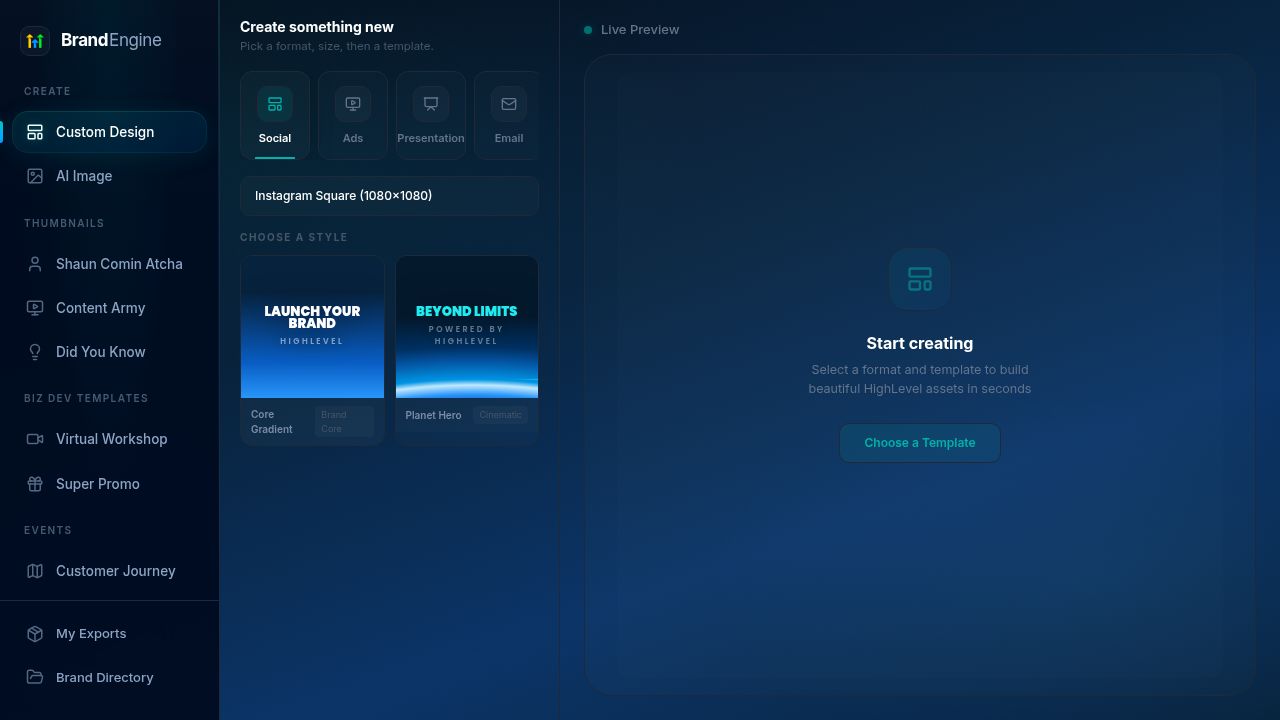 BrandEngine
CREATE
Custom Design
AI Image
THUMBNAILS
Shaun Comin Atcha
Content Army
Did You Know
BIZ DEV TEMPLATES
Virtual Workshop
Super Promo
EVENTS
Customer Journey
My Exports
Brand Directory
Create something new
Pick a format, size, then a template.
Social
Ads
Presentation
Email
Instagram Square (1080×1080)
CHOOSE A STYLE
LAUNCH YOUR
BRAND
HIGHLEVEL
Core
Gradient
Brand
Core
BEYOND LIMITS
POWERED BY
HIGHLEVEL
Planet Hero
Cinematic
Live Preview
Start creating
Select a format and template to build
beautiful HighLevel assets in seconds
Choose a Template